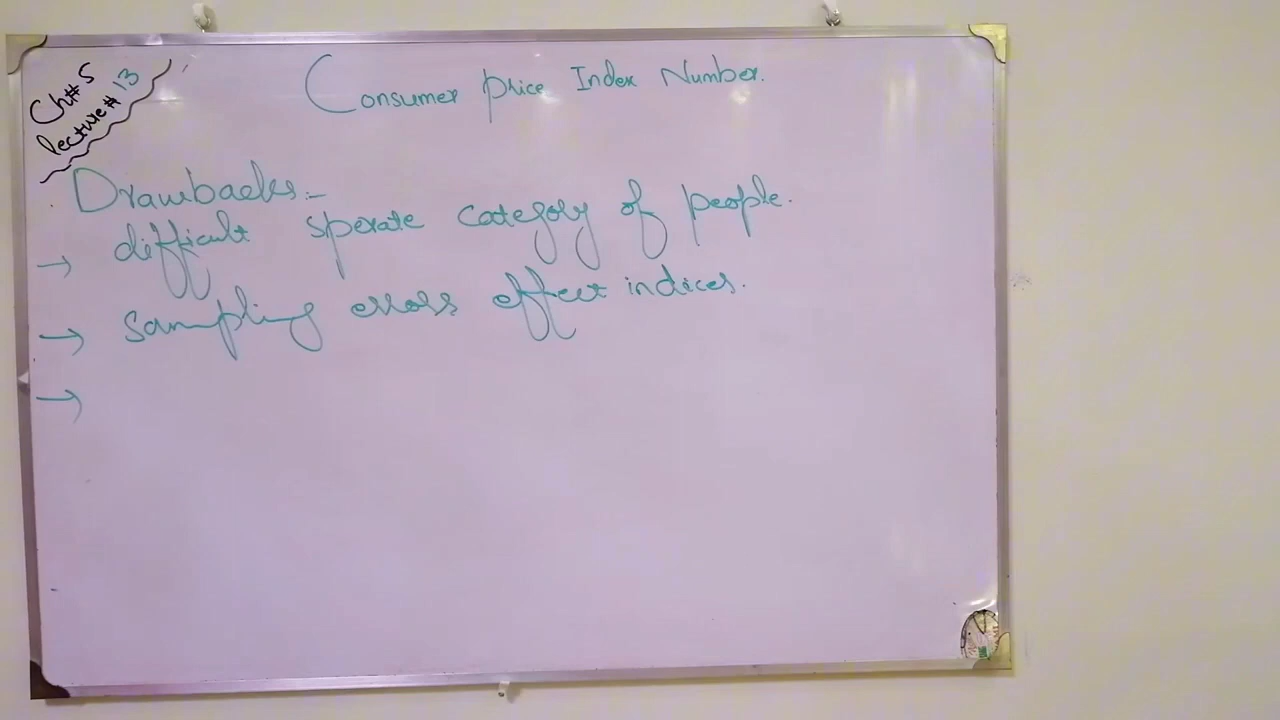 Ch# 5
lecture # 13
Consumer price Index Number.
Drawbacks:-
→ difficult sperate category of people.
→ Sampling errors effect indices.
→